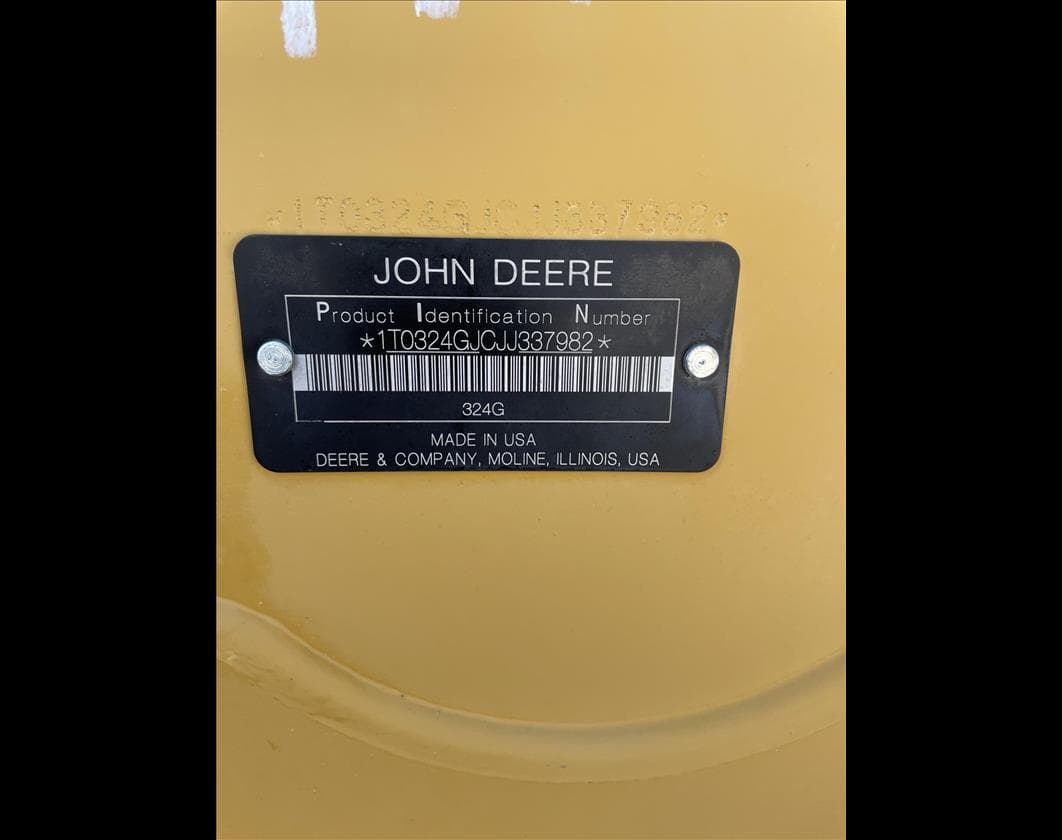 *1T0324GJCJJ337982*
JOHN DEERE
Product Identification Number
*1T0324GJCJJ337982*
324G
MADE IN USA
DEERE & COMPANY, MOLINE, ILLINOIS, USA